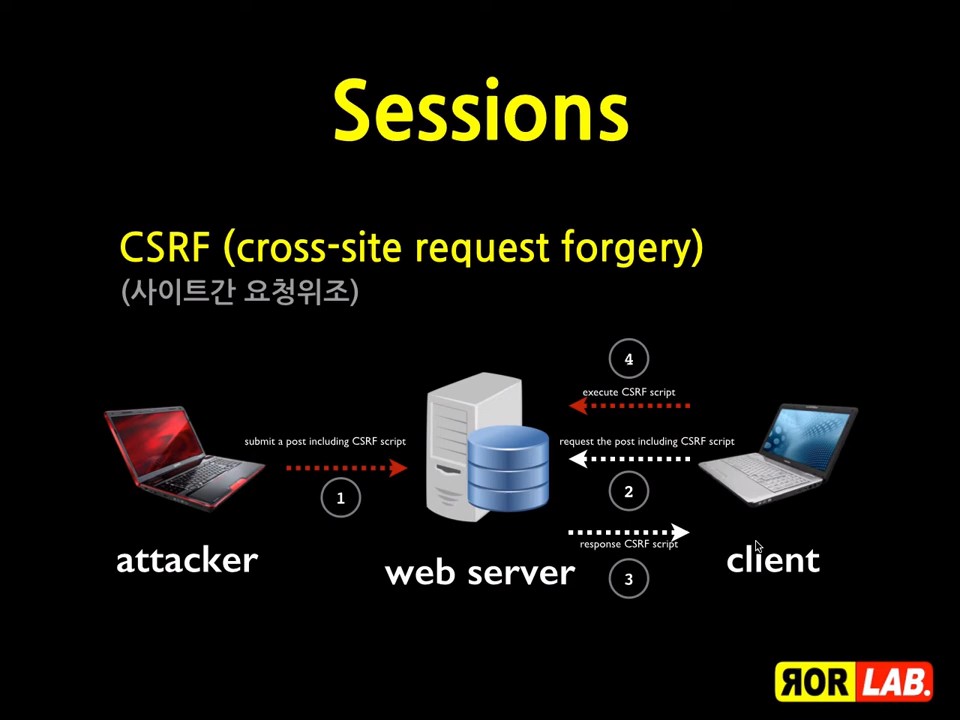 Sessions
CSRF (cross-site request forgery)
(사이트간 요청위조)
4
execute CSRF script
submit a post including CSRF script
request the post including CSRF script
1
2
response CSRF script
3
attacker
web server
client
ЯOR LAB.